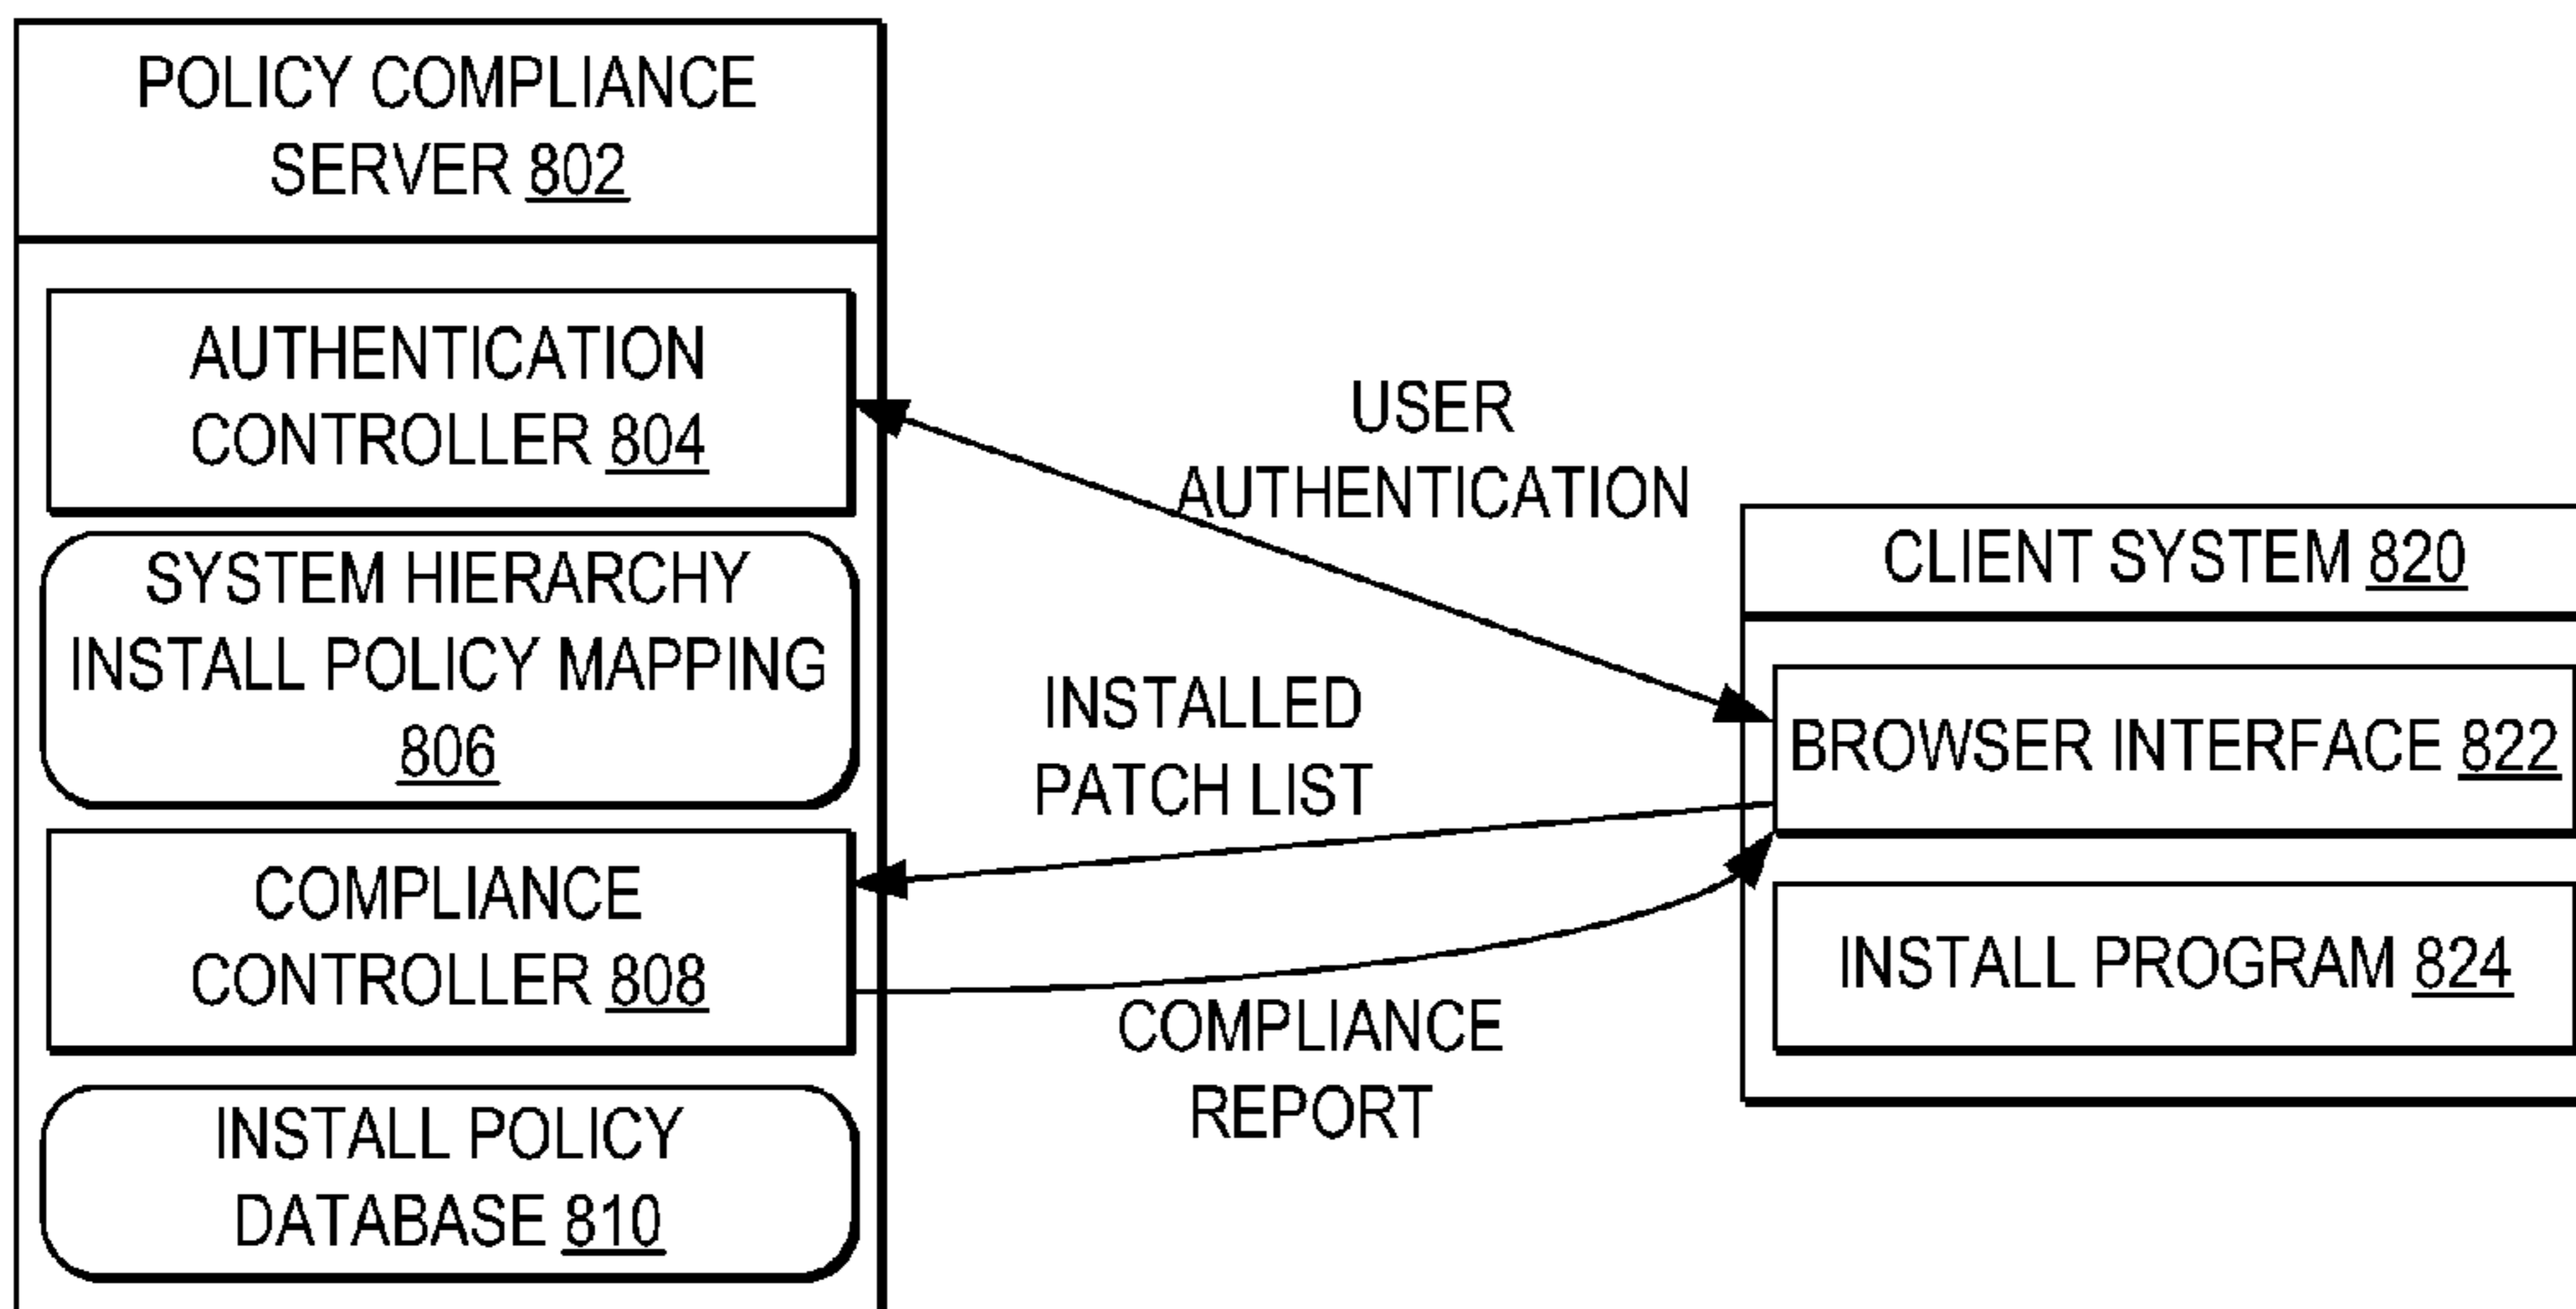 POLICY COMPLIANCE
SERVER 802
AUTHENTICATION
CONTROLLER 804
SYSTEM HIERARCHY
INSTALL POLICY MAPPING
806
COMPLIANCE
CONTROLLER 808
INSTALL POLICY
DATABASE 810
USER
AUTHENTICATION
INSTALLED
PATCH LIST
COMPLIANCE
REPORT
CLIENT SYSTEM 820
BROWSER INTERFACE 822
INSTALL PROGRAM 824